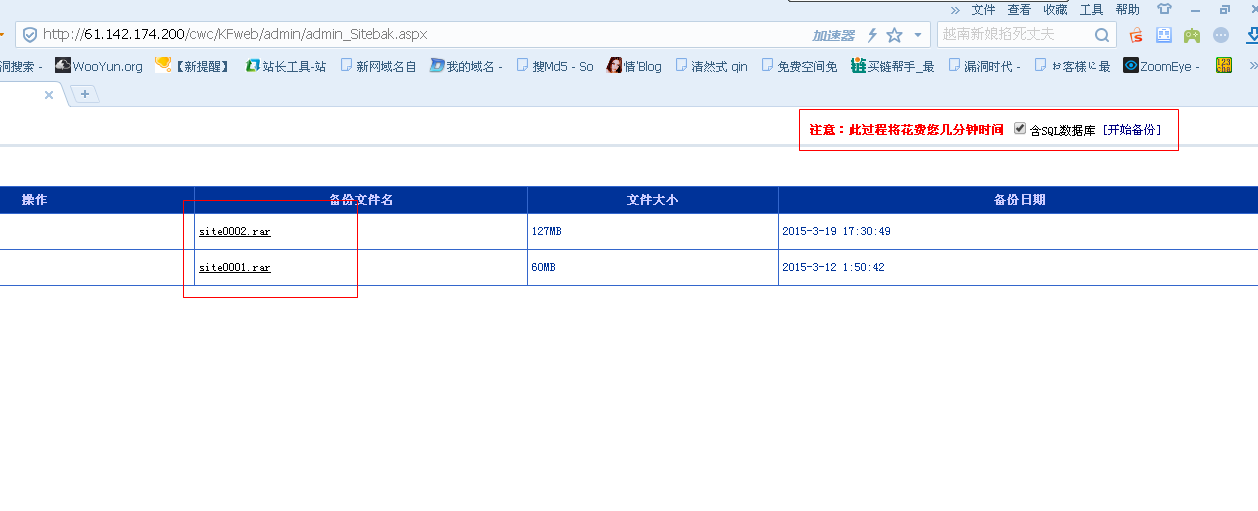 » 文件 查看 收藏 工具 帮助
http://61.142.174.200/cwc/KFweb/admin/admin_Sitebak.aspx 加速器 越南新娘掐死丈夫
洞搜索 - WooYun.org 【新提醒】 站长工具-站 新网域名自 我的域名 - 搜Md5 - So 情'Blog 清然式 qin 免费空间免 买链帮手_最 漏洞时代 - お客様に最 ZoomEye - »
注意：此过程将花费您几分钟时间 含SQL数据库 [开始备份]
操作 备份文件名 文件大小 备份日期
site0002.rar 127MB 2015-3-19 17:30:49
site0001.rar 60MB 2015-3-12 1:50:42